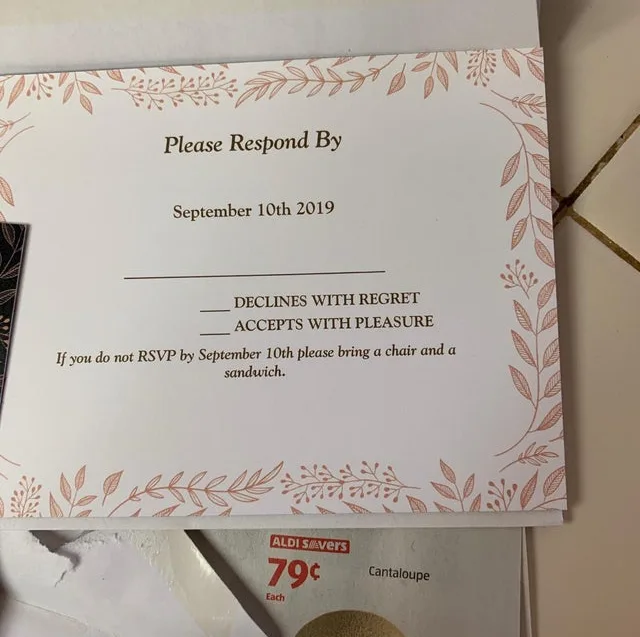 Please Respond By
September 10th 2019
___ DECLINES WITH REGRET
___ ACCEPTS WITH PLEASURE
If you do not RSVP by September 10th please bring a chair and a
sandwich.
ALDI SAVERS
79¢
Cantaloupe
Each